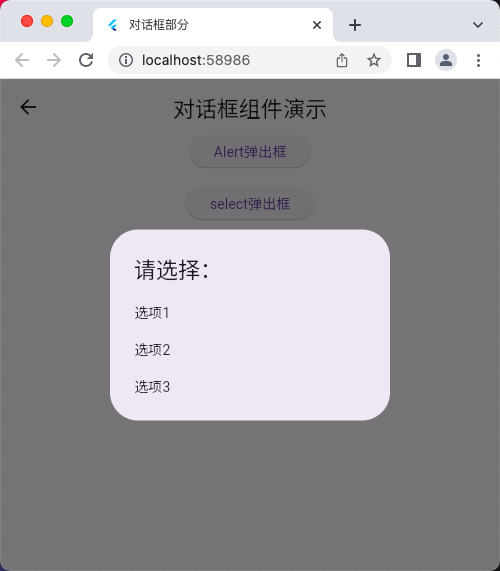 对话框部分
localhost:58986
对话框组件演示
Alert弹出框
select弹出框
请选择：
选项1
选项2
选项3